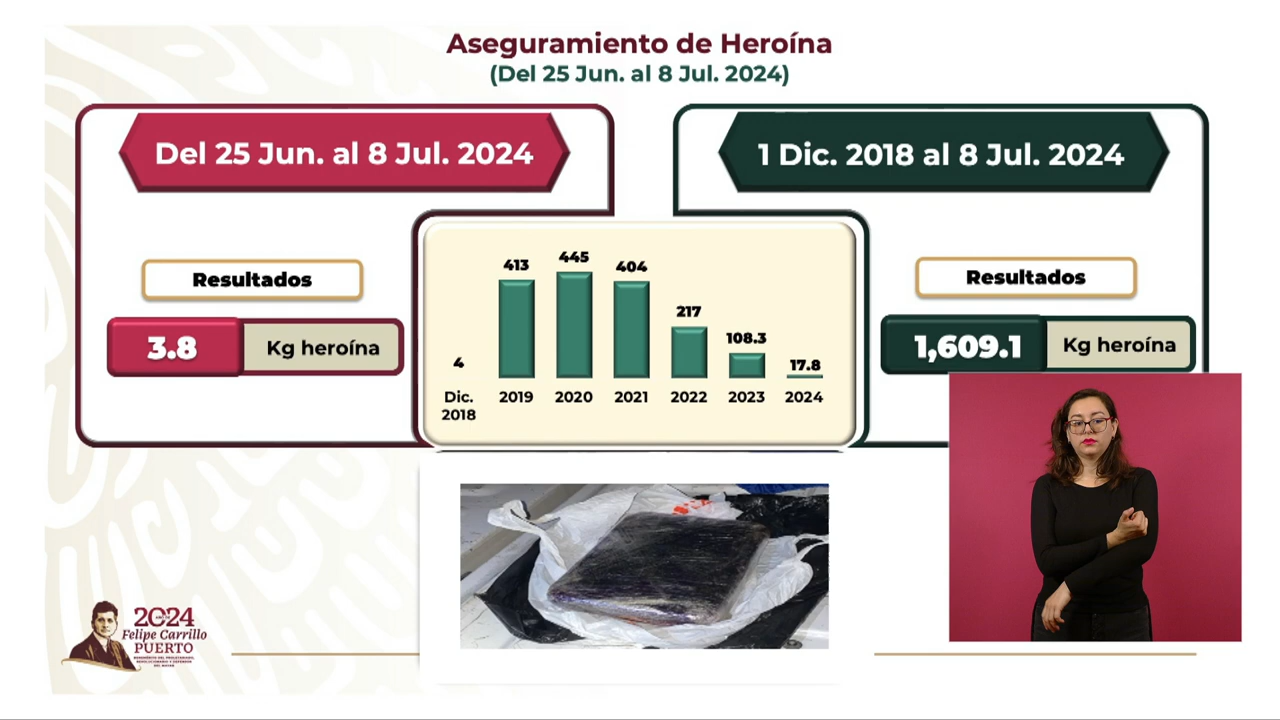 Aseguramiento de Heroína
(Del 25 Jun. al 8 Jul. 2024)
Del 25 Jun. al 8 Jul. 2024
Resultados
3.8
Kg heroína
413
445
404
217
108.3
17.8
4
Dic.
2018
2019
2020
2021
2022
2023
2024
1 Dic. 2018 al 8 Jul. 2024
Resultados
1,609.1
Kg heroína
2024
Felipe Carrillo
PUERTO